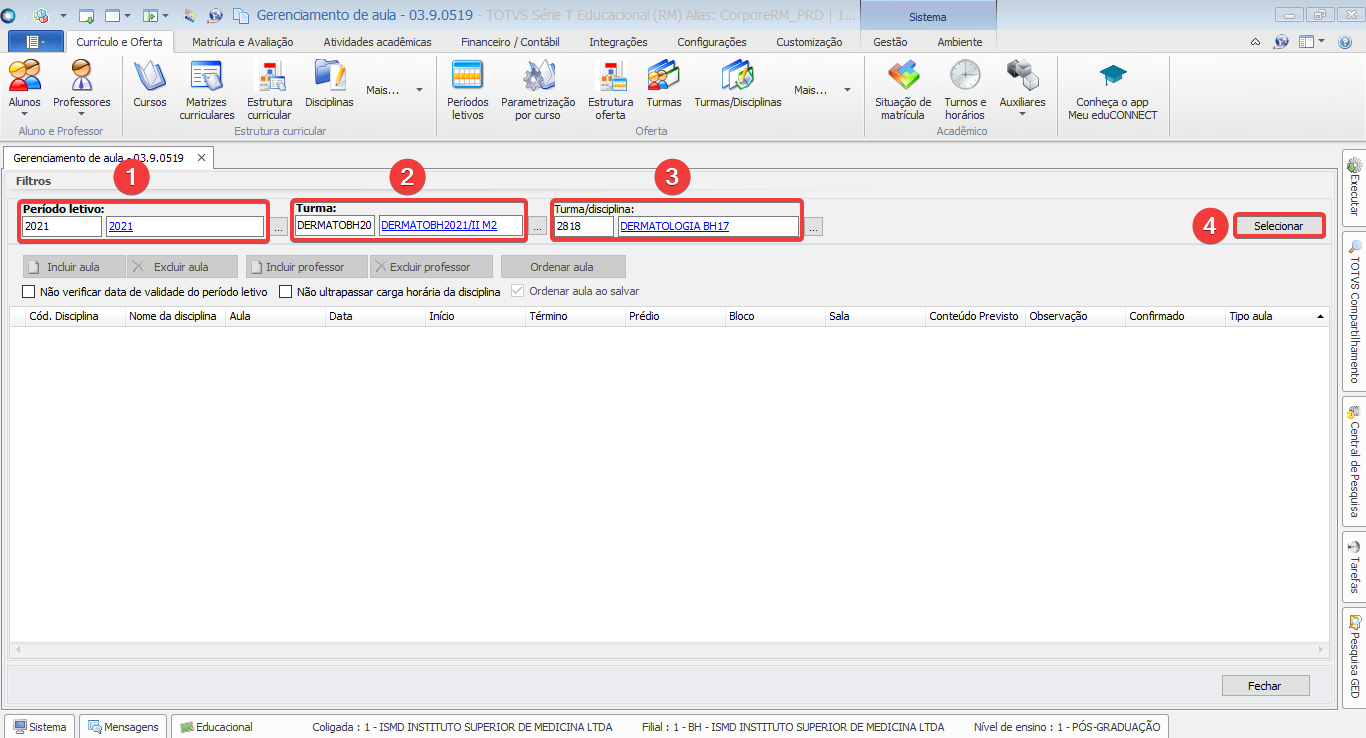 Gerenciamento de aula - 03.9.0519 - TOTVS Série T Educacional (RM) Alias: CorporeRM_PRD | 1...
Sistema
Currículo e Oferta
Matrícula e Avaliação
Atividades acadêmicas
Financeiro / Contábil
Integrações
Configurações
Customização
Gestão
Ambiente
Alunos
Professores
Aluno e Professor
Cursos
Matrizes
curriculares
Estrutura
curricular
Disciplinas
Mais...
Estrutura curricular
Períodos
letivos
Parametrização
por curso
Estrutura
oferta
Turmas
Turmas/Disciplinas
Mais...
Oferta
Situação de
matrícula
Turnos e
horários
Auxiliares
Acadêmico
Conheça o app
Meu eduCONNECT
Gerenciamento de aula - 03.9.0519
Filtros
1
2
3
4
Período letivo:
2021
2021
...
Turma:
DERMATOBH20
DERMATOBH2021/II M2
...
Turma/disciplina:
2818
DERMATOLOGIA BH17
...
Selecionar
Incluir aula
Excluir aula
Incluir professor
Excluir professor
Ordenar aula
Não verificar data de validade do período letivo
Não ultrapassar carga horária da disciplina
Ordenar aula ao salvar
Cód. Disciplina
Nome da disciplina
Aula
Data
Início
Término
Prédio
Bloco
Sala
Conteúdo Previsto
Observação
Confirmado
Tipo aula
Executar
TOTVS Compartilhamento
Central de Pesquisa
Tarefas
Pesquisa GED
Fechar
Sistema
Mensagens
Educacional
Coligada : 1 - ISMD INSTITUTO SUPERIOR DE MEDICINA LTDA
Filial : 1 - BH - ISMD INSTITUTO SUPERIOR DE MEDICINA LTDA
Nível de ensino : 1 - PÓS-GRADUAÇÃO